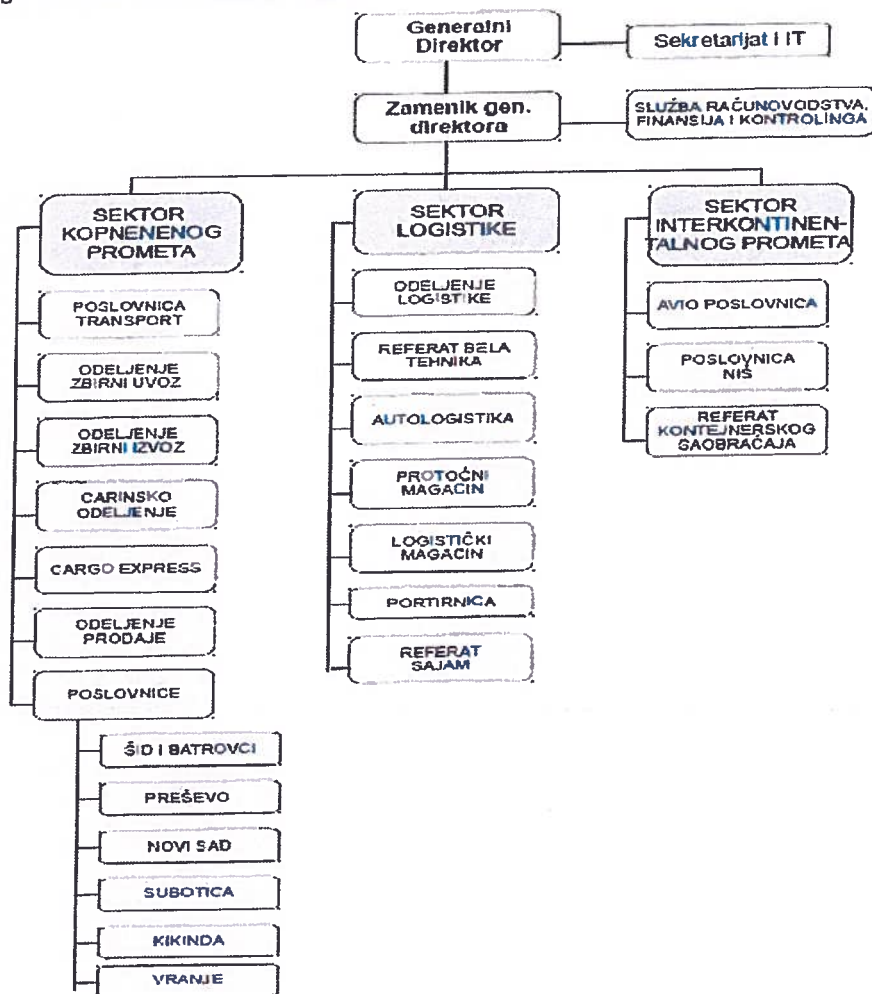 Generalni
Direktor
Sekretarijat i IT
Zamenik gen.
direktora
SLUŽBA RAČUNOVODSTVA,
FINANSIJA I KONTROLINGA
SEKTOR
KOPNENENOG
PROMETA
POSLOVNICA
TRANSPORT
ODELJENJE
ZBIRNI UVOZ
ODELJENJE
ZBIRNI IZVOZ
CARINSKO
ODELJENJE
CARGO EXPRESS
ODELJENJE
PRODAJE
POSLOVNICE
ŠID I BATROVCI
PREŠEVO
NOVI SAD
SUBOTICA
KIKINDA
VRANJE
SEKTOR
LOGISTIKE
ODELJENJE
LOGISTIKE
REFERAT BELA
TEHNIKA
AUTOLOGISTIKA
PROTOČNI
MAGACIN
LOGISTIČKI
MAGACIN
PORTIRNICA
REFERAT
SAJAM
SEKTOR
INTERKONTINEN-
TALNOG PROMETA
AVIO POSLOVNICA
POSLOVNICA
NIŠ
REFERAT
KONTEJNERSKOG
SAOBRAĆAJA